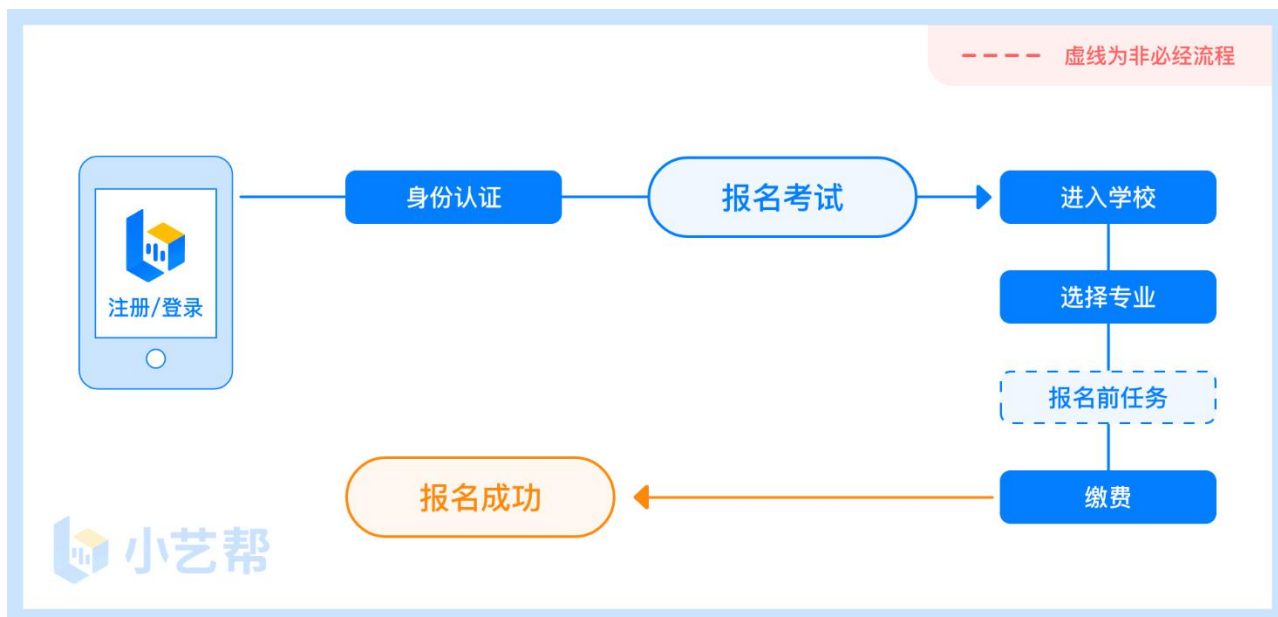 ---- 虚线为非必经流程
注册/登录
身份认证
报名考试
进入学校
选择专业
报名前任务
缴费
报名成功
小艺帮